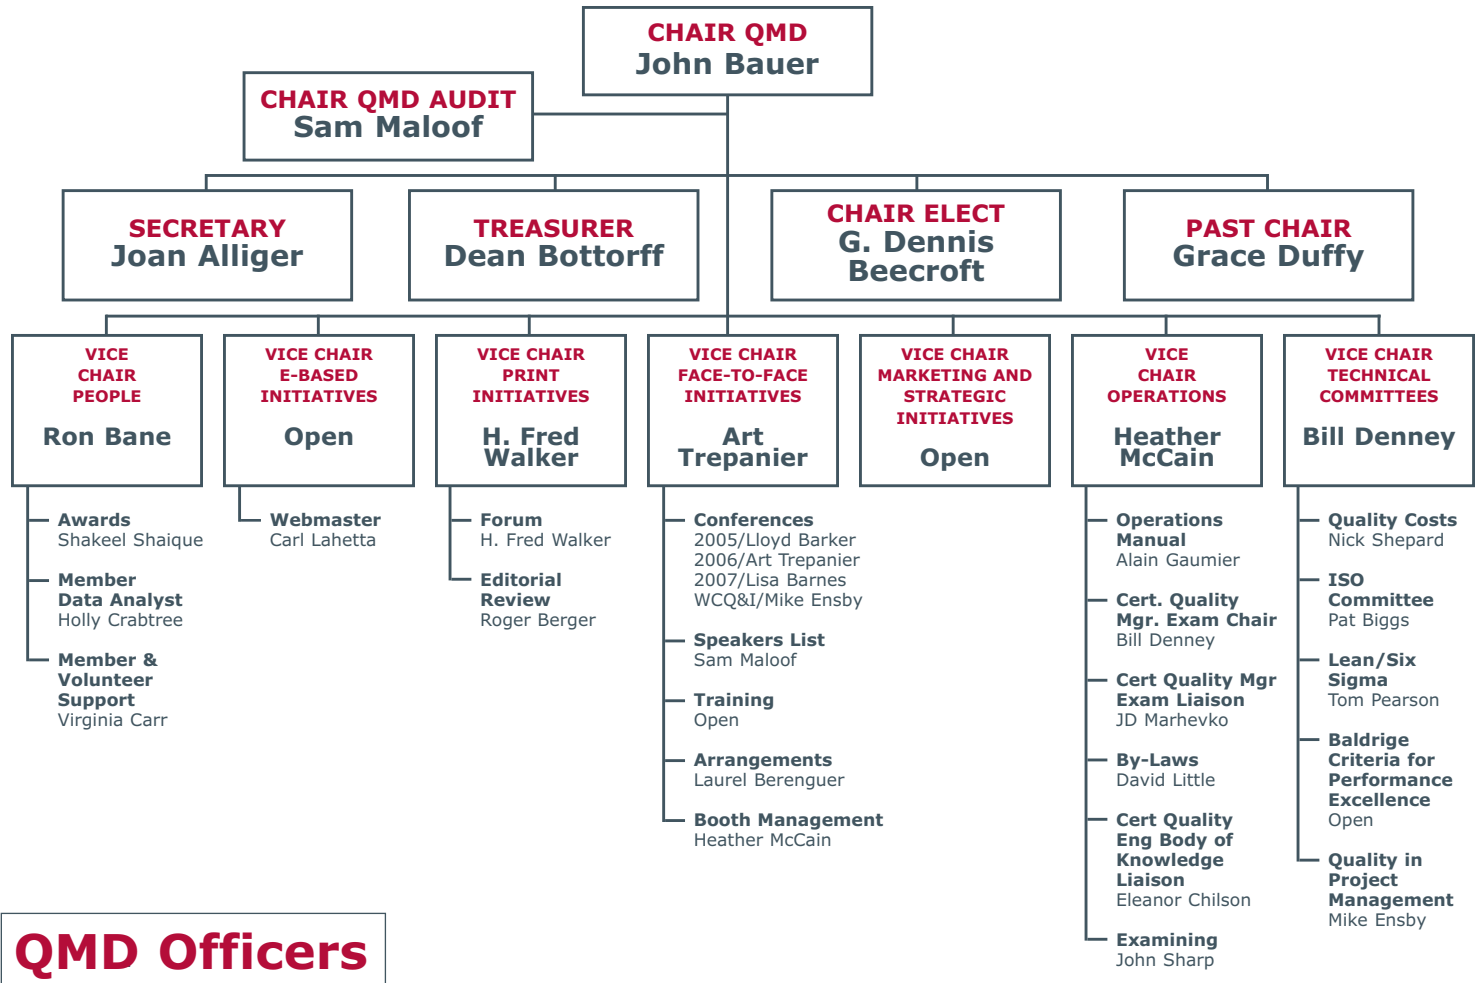 CHAIR QMD
John Bauer
CHAIR QMD AUDIT
Sam Maloof
SECRETARY
Joan Alliger
TREASURER
Dean Bottorff
CHAIR ELECT
G. Dennis
Beecroft
PAST CHAIR
Grace Duffy
VICE
CHAIR
PEOPLE
Ron Bane
Awards
Shakeel Shaique
Member
Data Analyst
Holly Crabtree
Member &
Volunteer
Support
Virginia Carr
VICE CHAIR
E-BASED
INITIATIVES
Open
Webmaster
Carl Lahetta
VICE CHAIR
PRINT
INITIATIVES
H. Fred
Walker
Forum
H. Fred Walker
Editorial
Review
Roger Berger
VICE CHAIR
FACE-TO-FACE
INITIATIVES
Art
Trepanier
Conferences
2005/Lloyd Barker
2006/Art Trepanier
2007/Lisa Barnes
WCQ&I/Mike Ensby
Speakers List
Sam Maloof
Training
Open
Arrangements
Laurel Berenguer
Booth Management
Heather McCain
VICE CHAIR
MARKETING AND
STRATEGIC
INITIATIVES
Open
VICE
CHAIR
OPERATIONS
Heather
McCain
Operations
Manual
Alain Gaumier
Cert. Quality
Mgr. Exam Chair
Bill Denney
Cert Quality Mgr
Exam Liaison
JD Marhevko
By-Laws
David Little
Cert Quality
Eng Body of
Knowledge
Liaison
Eleanor Chilson
Examining
John Sharp
VICE CHAIR
TECHNICAL
COMMITTEES
Bill Denney
Quality Costs
Nick Shepard
ISO
Committee
Pat Biggs
Lean/Six
Sigma
Tom Pearson
Baldrige
Criteria for
Performance
Excellence
Open
Quality in
Project
Management
Mike Ensby
QMD Officers